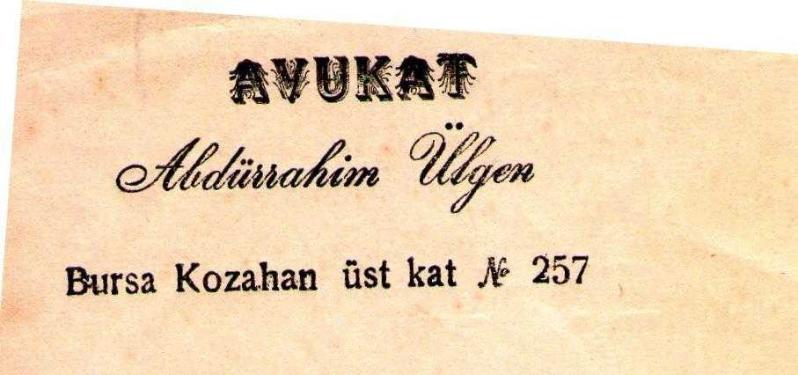 AVUKAT
Abdürrahim Ülgen
Bursa Kozahan üst kat № 257